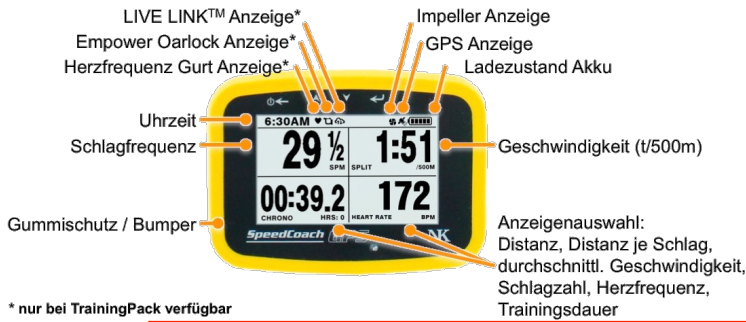 LIVE LINK™ Anzeige*
Empower Oarlock Anzeige*
Herzfrequenz Gurt Anzeige*
Impeller Anzeige
GPS Anzeige
Ladezustand Akku
Uhrzeit
Schlagfrequenz
Gummischutz / Bumper
6:30AM
29 ½
SPM
1:51
SPLIT
/500M
00:39.2
CHRONO
HRS: 0
172
HEART RATE
BPM
SpeedCoach GPS
NK
Geschwindigkeit (t/500m)
Anzeigenauswahl:
Distanz, Distanz je Schlag,
durchschnittl. Geschwindigkeit,
Schlagzahl, Herzfrequenz,
Trainingsdauer
* nur bei TrainingPack verfügbar